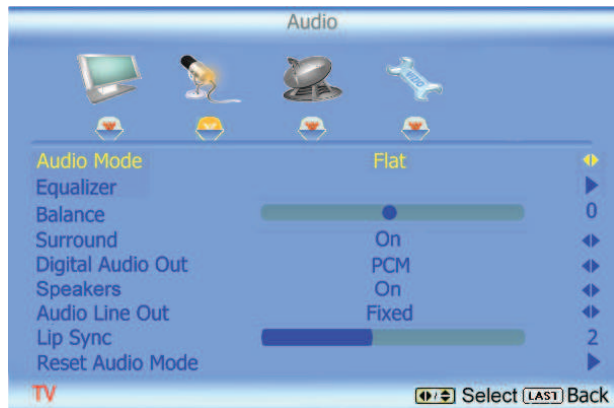 Audio
Audio Mode Flat
Equalizer
Balance 0
Surround On
Digital Audio Out PCM
Speakers On
Audio Line Out Fixed
Lip Sync 2
Reset Audio Mode
TV Select LAST Back